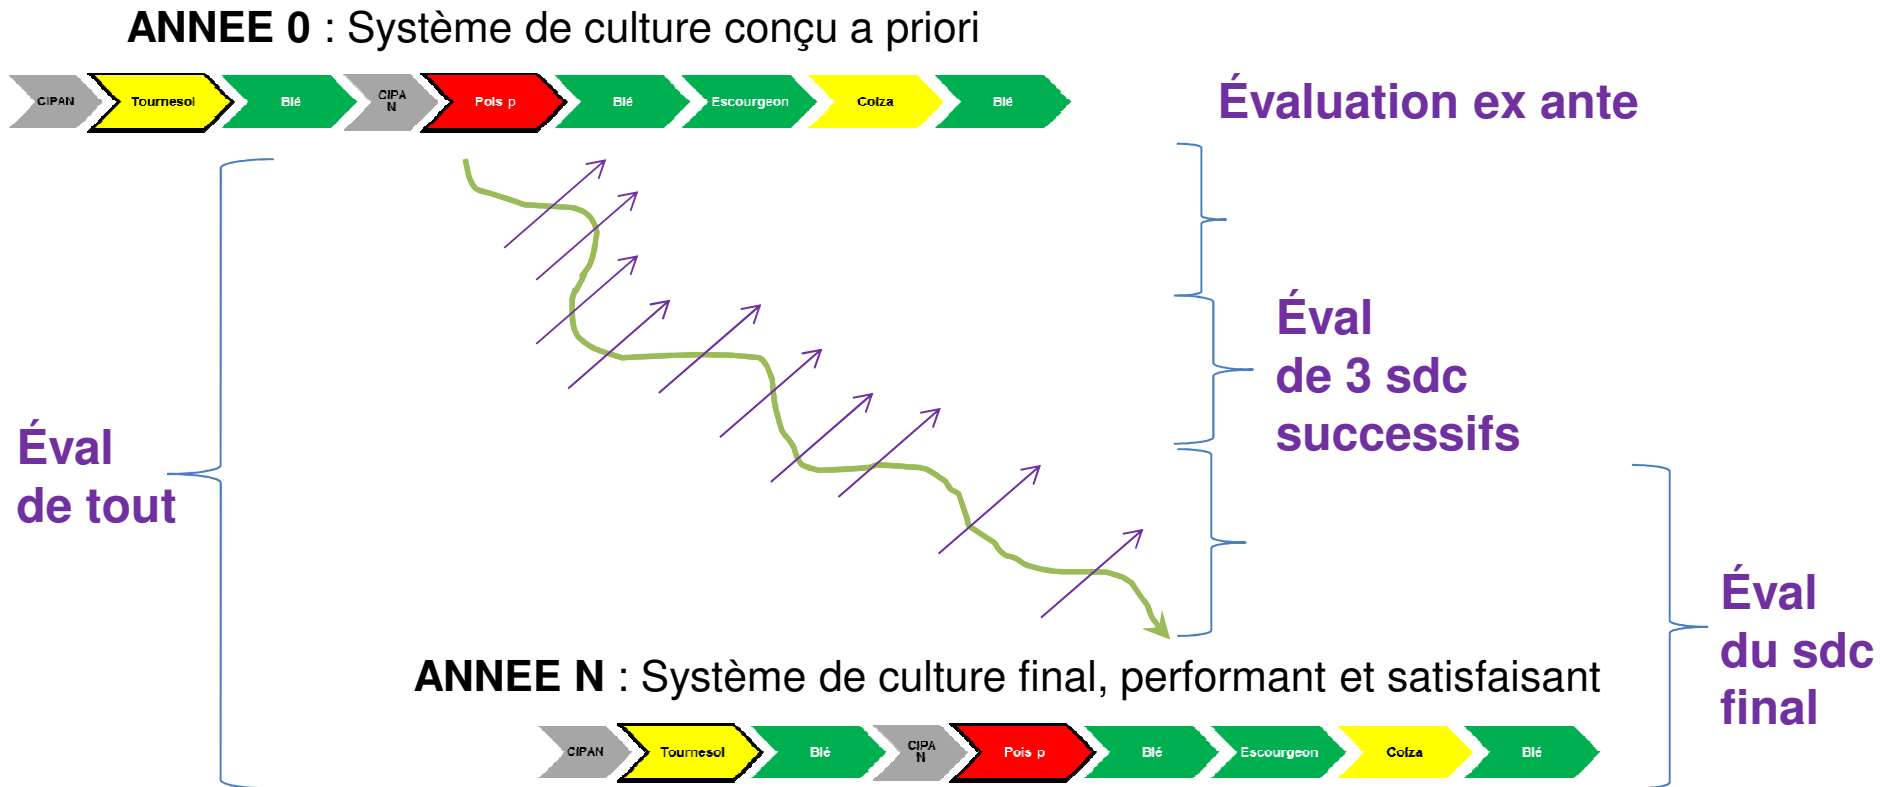 ANNEE 0 : Système de culture conçu a priori
CIPAN
Tournesol
Blé
CIPA
N
Pois p
Blé
Escourgeon
Colza
Blé
Évaluation ex ante
Éval
de 3 sdc
successifs
Éval
de tout
Éval
du sdc
final
ANNEE N : Système de culture final, performant et satisfaisant
CIPAN
Tournesol
Blé
CIPA
N
Pois p
Blé
Escourgeon
Colza
Blé